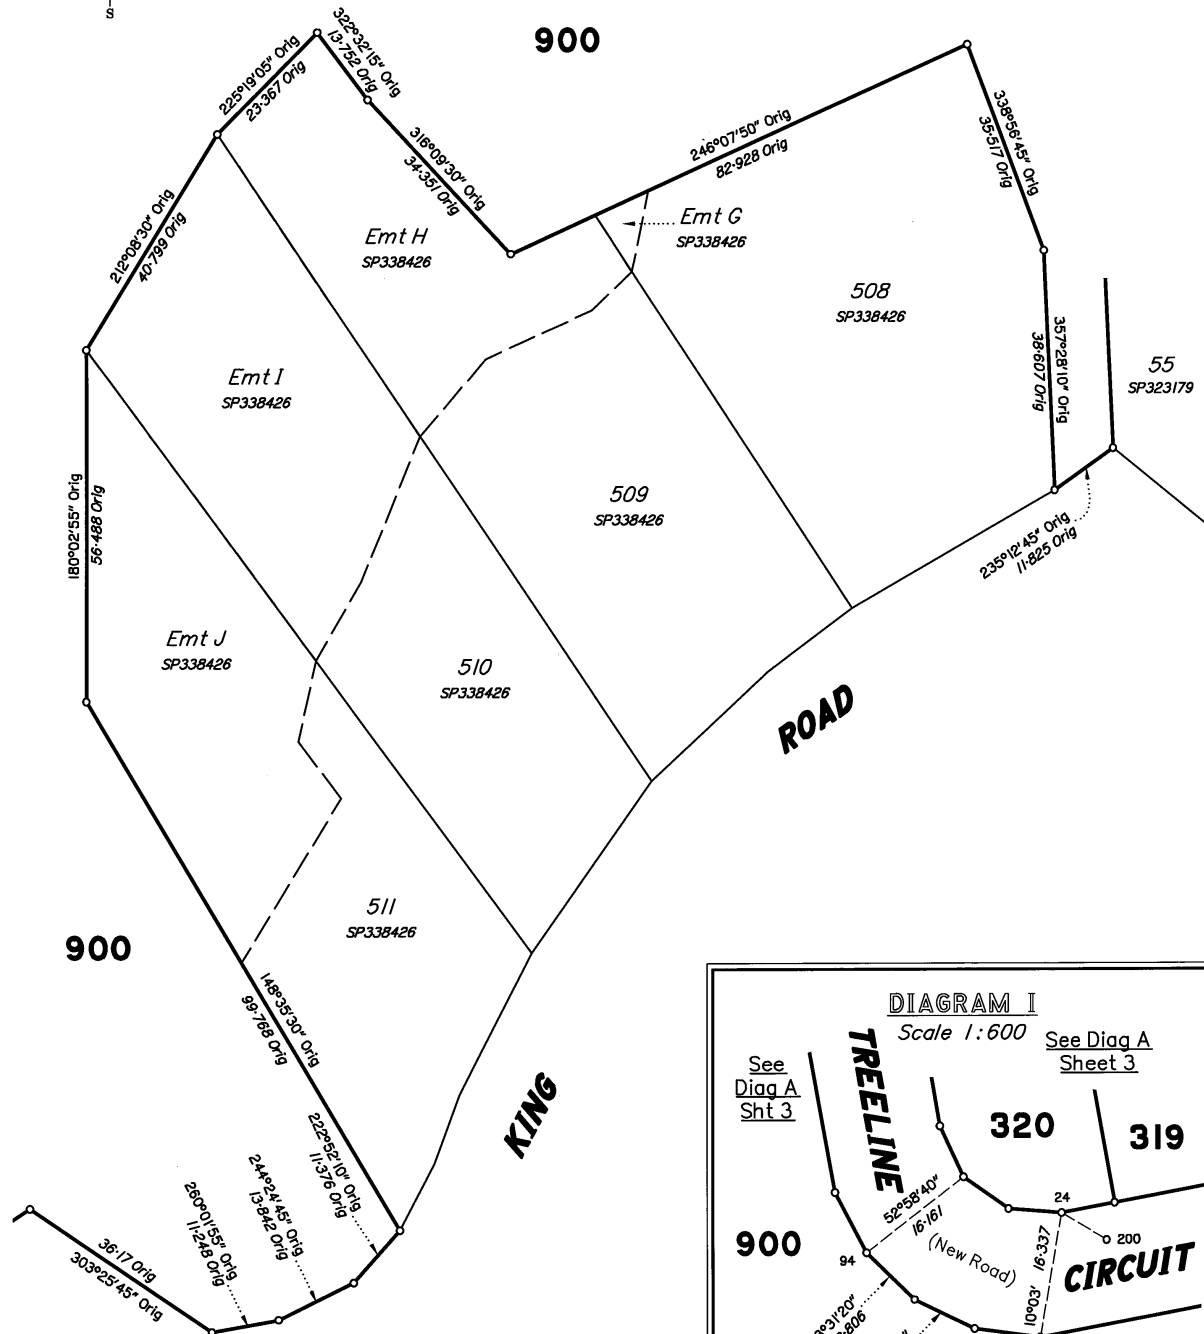 S
900
225°19'05" Orig
23·367 Orig
322°32'15" Orig
13·752 Orig
316°09'30" Orig
34·351 Orig
246°07'50" Orig
82·928 Orig
338°56'45" Orig
35·517 Orig
212°08'30" Orig
40·799 Orig
Emt H
SP338426
Emt G
SP338426
508
SP338426
357°28'10" Orig
38·607 Orig
55
SP323179
Emt I
SP338426
180°02'55" Orig
56·488 Orig
509
SP338426
235°12'45" Orig
11·825 Orig
Emt J
SP338426
510
SP338426
ROAD
511
SP338426
900
148°35'30" Orig
99·768 Orig
KING
222°52'10" Orig
11·376 Orig
244°24'45" Orig
13·842 Orig
260°01'55" Orig
11·248 Orig
36·17 Orig
303°25'45" Orig
DIAGRAM I
Scale 1:600
See
Diag A
Sht 3
See Diag A
Sheet 3
TREELINE
320
319
52°58'40"
16·161
24
200
900
94
(New Road)
16·337
10°03'
CIRCUIT